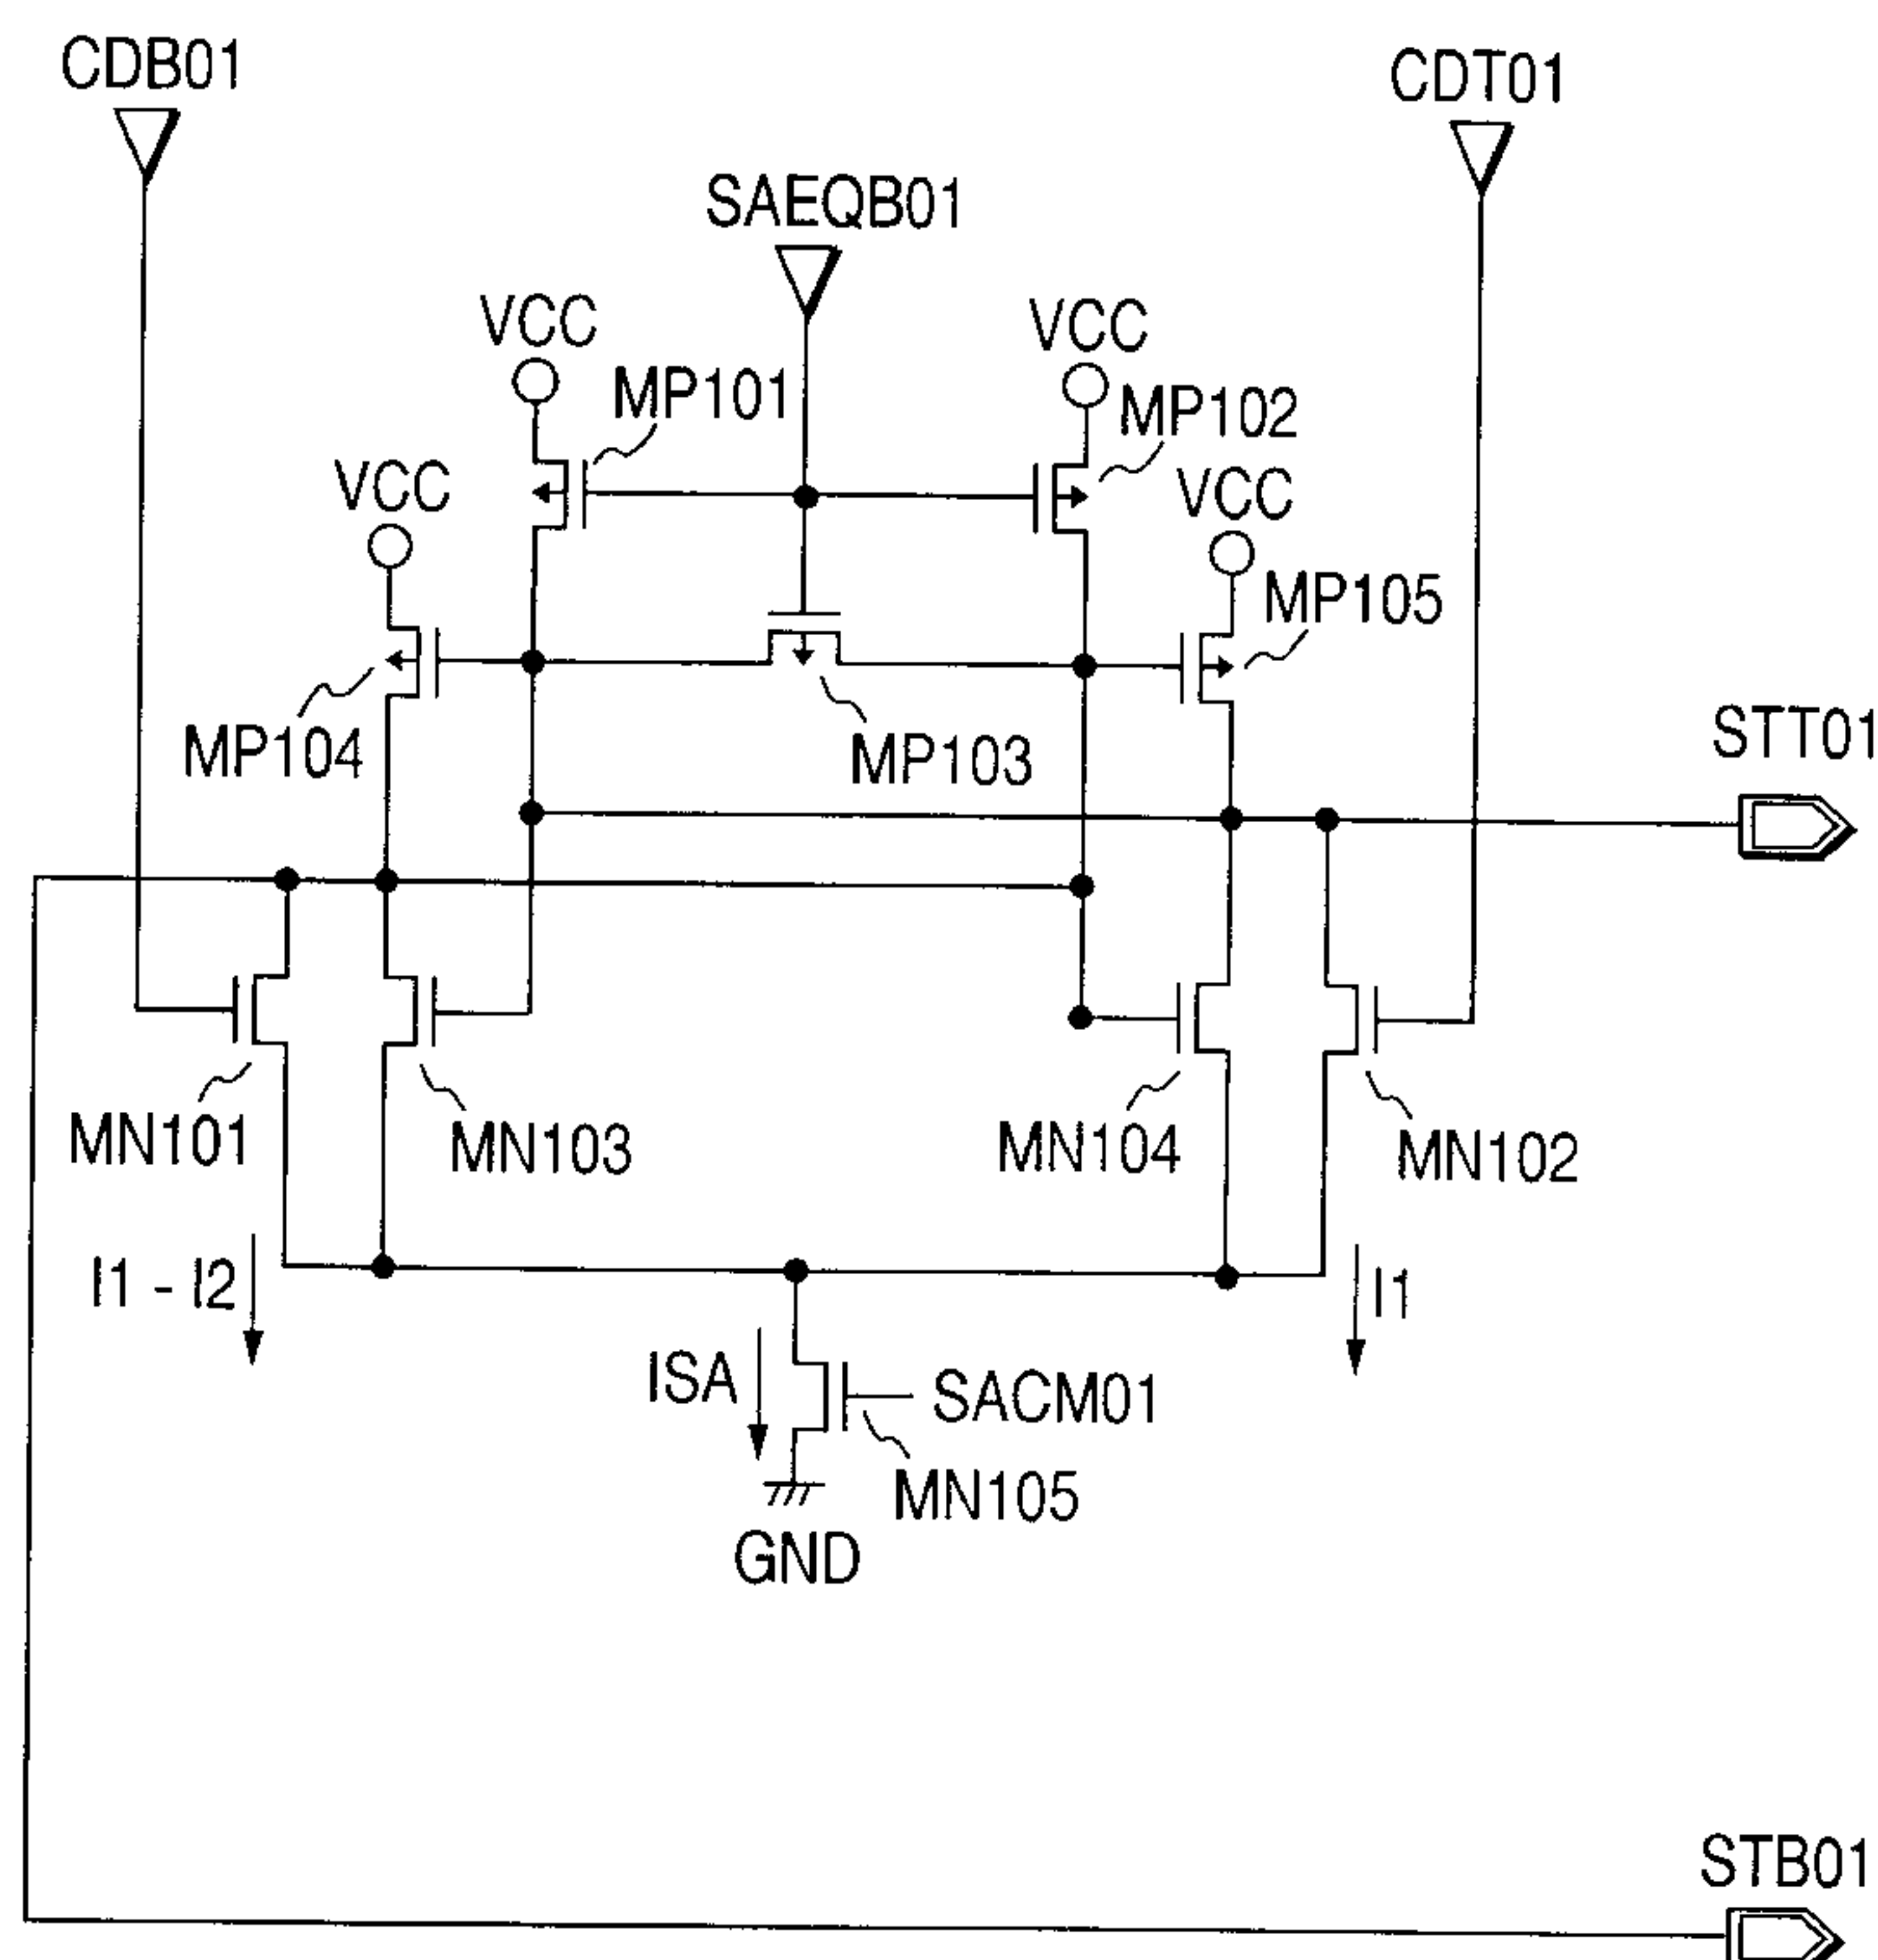 CDB01
CDT01
SAEQB01
VCC
VCC
MP101
MP102
VCC
VCC
MP105
MP104
MP103
STT01
MN101
MN103
MN104
MN102
I1 - I2
I1
ISA
SACM01
MN105
GND
STB01